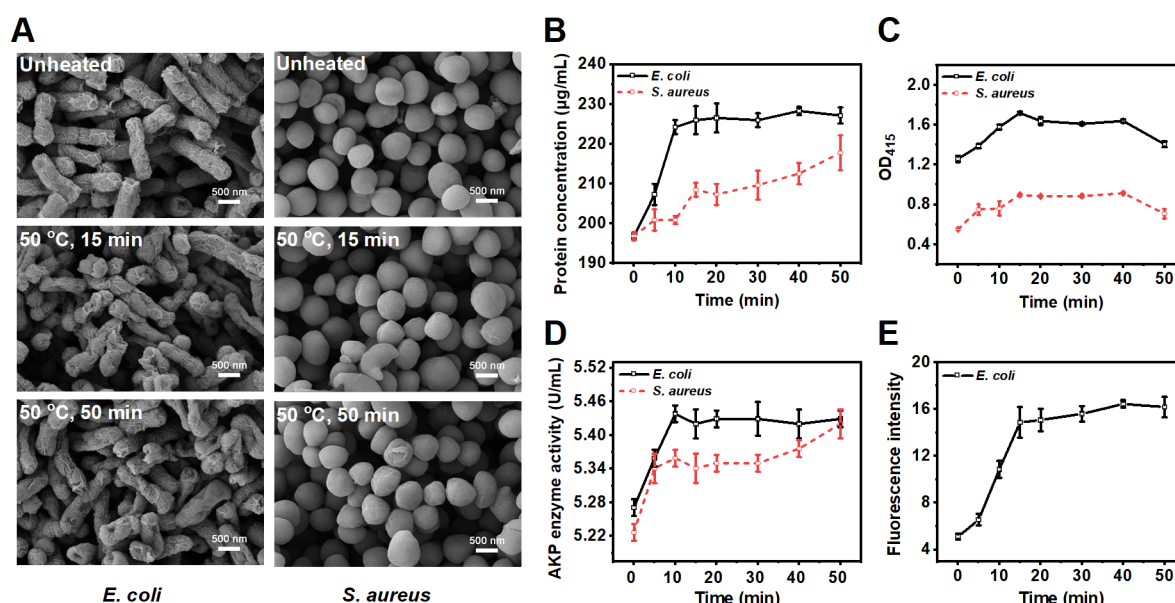 A
Unheated
500 nm
Unheated
500 nm
50 °C, 15 min
500 nm
50 °C, 15 min
500 nm
50 °C, 50 min
500 nm
50 °C, 50 min
500 nm
E. coli
S. aureus
B
Protein concentration (μg/mL)
240
230
220
210
200
190
E. coli
S. aureus
0 10 20 30 40 50
Time (min)
C
OD415
2.0
1.6
1.2
0.8
0.4
E. coli
S. aureus
0 10 20 30 40 50
Time (min)
D
AKP enzyme activity (U/mL)
5.52
5.46
5.40
5.34
5.28
5.22
E. coli
S. aureus
0 10 20 30 40 50
Time (min)
E
Fluorescence intensity
20
16
12
8
4
E. coli
0 10 20 30 40 50
Time (min)